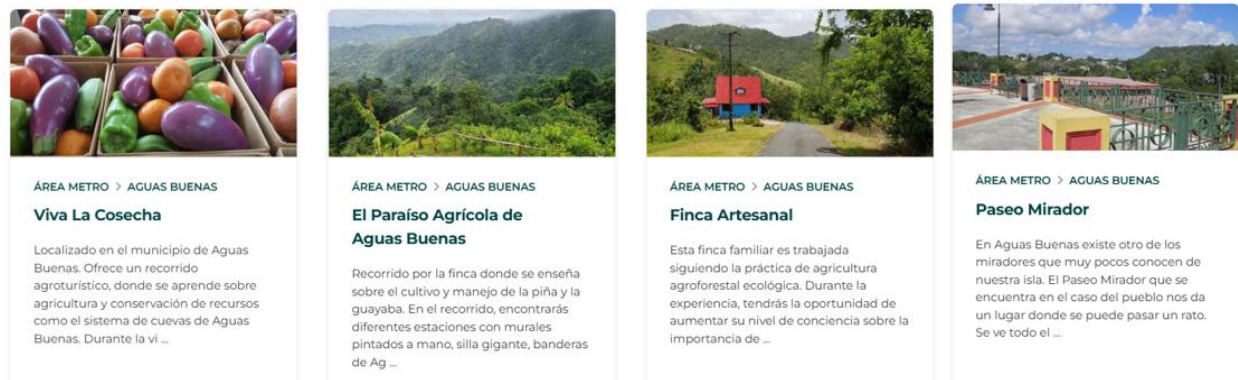 ÁREA METRO > AGUAS BUENAS
Viva La Cosecha
Localizado en el municipio de Aguas
Buenas. Ofrece un recorrido
agroturístico, donde se aprende sobre
agricultura y conservación de recursos
como el sistema de cuevas de Aguas
Buenas. Durante la vi ...
ÁREA METRO > AGUAS BUENAS
El Paraíso Agrícola de
Aguas Buenas
Recorrido por la finca donde se enseña
sobre el cultivo y manejo de la piña y la
guayaba. En el recorrido, encontrarás
diferentes estaciones con murales
pintados a mano, silla gigante, banderas
de Ag ...
ÁREA METRO > AGUAS BUENAS
Finca Artesanal
Esta finca familiar es trabajada
siguiendo la práctica de agricultura
agroforestal ecológica. Durante la
experiencia, tendrás la oportunidad de
aumentar su nivel de conciencia sobre la
importancia de ...
ÁREA METRO > AGUAS BUENAS
Paseo Mirador
En Aguas Buenas existe otro de los
miradores que muy pocos conocen de
nuestra isla. El Paseo Mirador que se
encuentra en el caso del pueblo nos da
un lugar donde se puede pasar un rato.
Se ve todo el ...